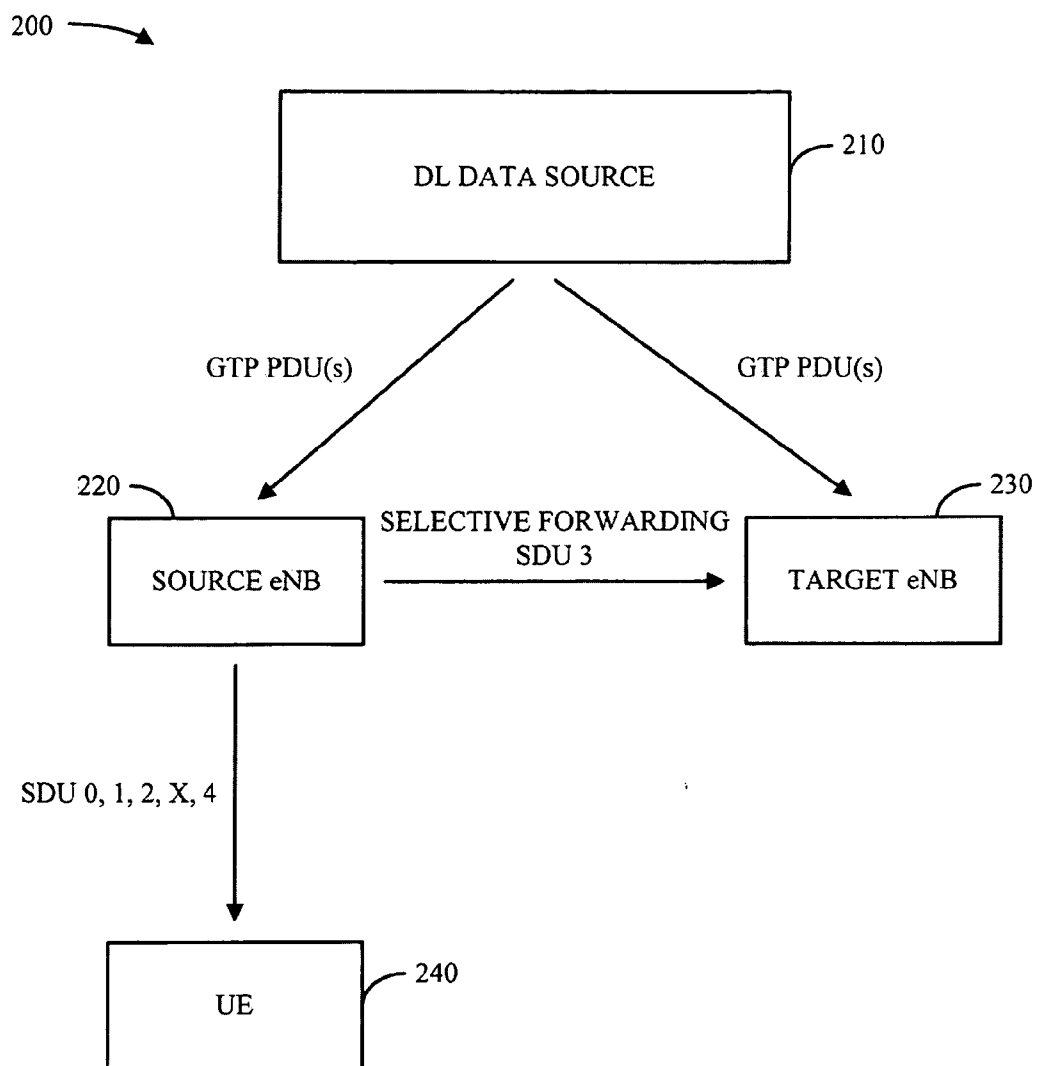 200
DL DATA SOURCE
210
GTP PDU(s)
GTP PDU(s)
220
SELECTIVE FORWARDING
SDU 3
230
SOURCE eNB
TARGET eNB
SDU 0, 1, 2, X, 4
UE
240